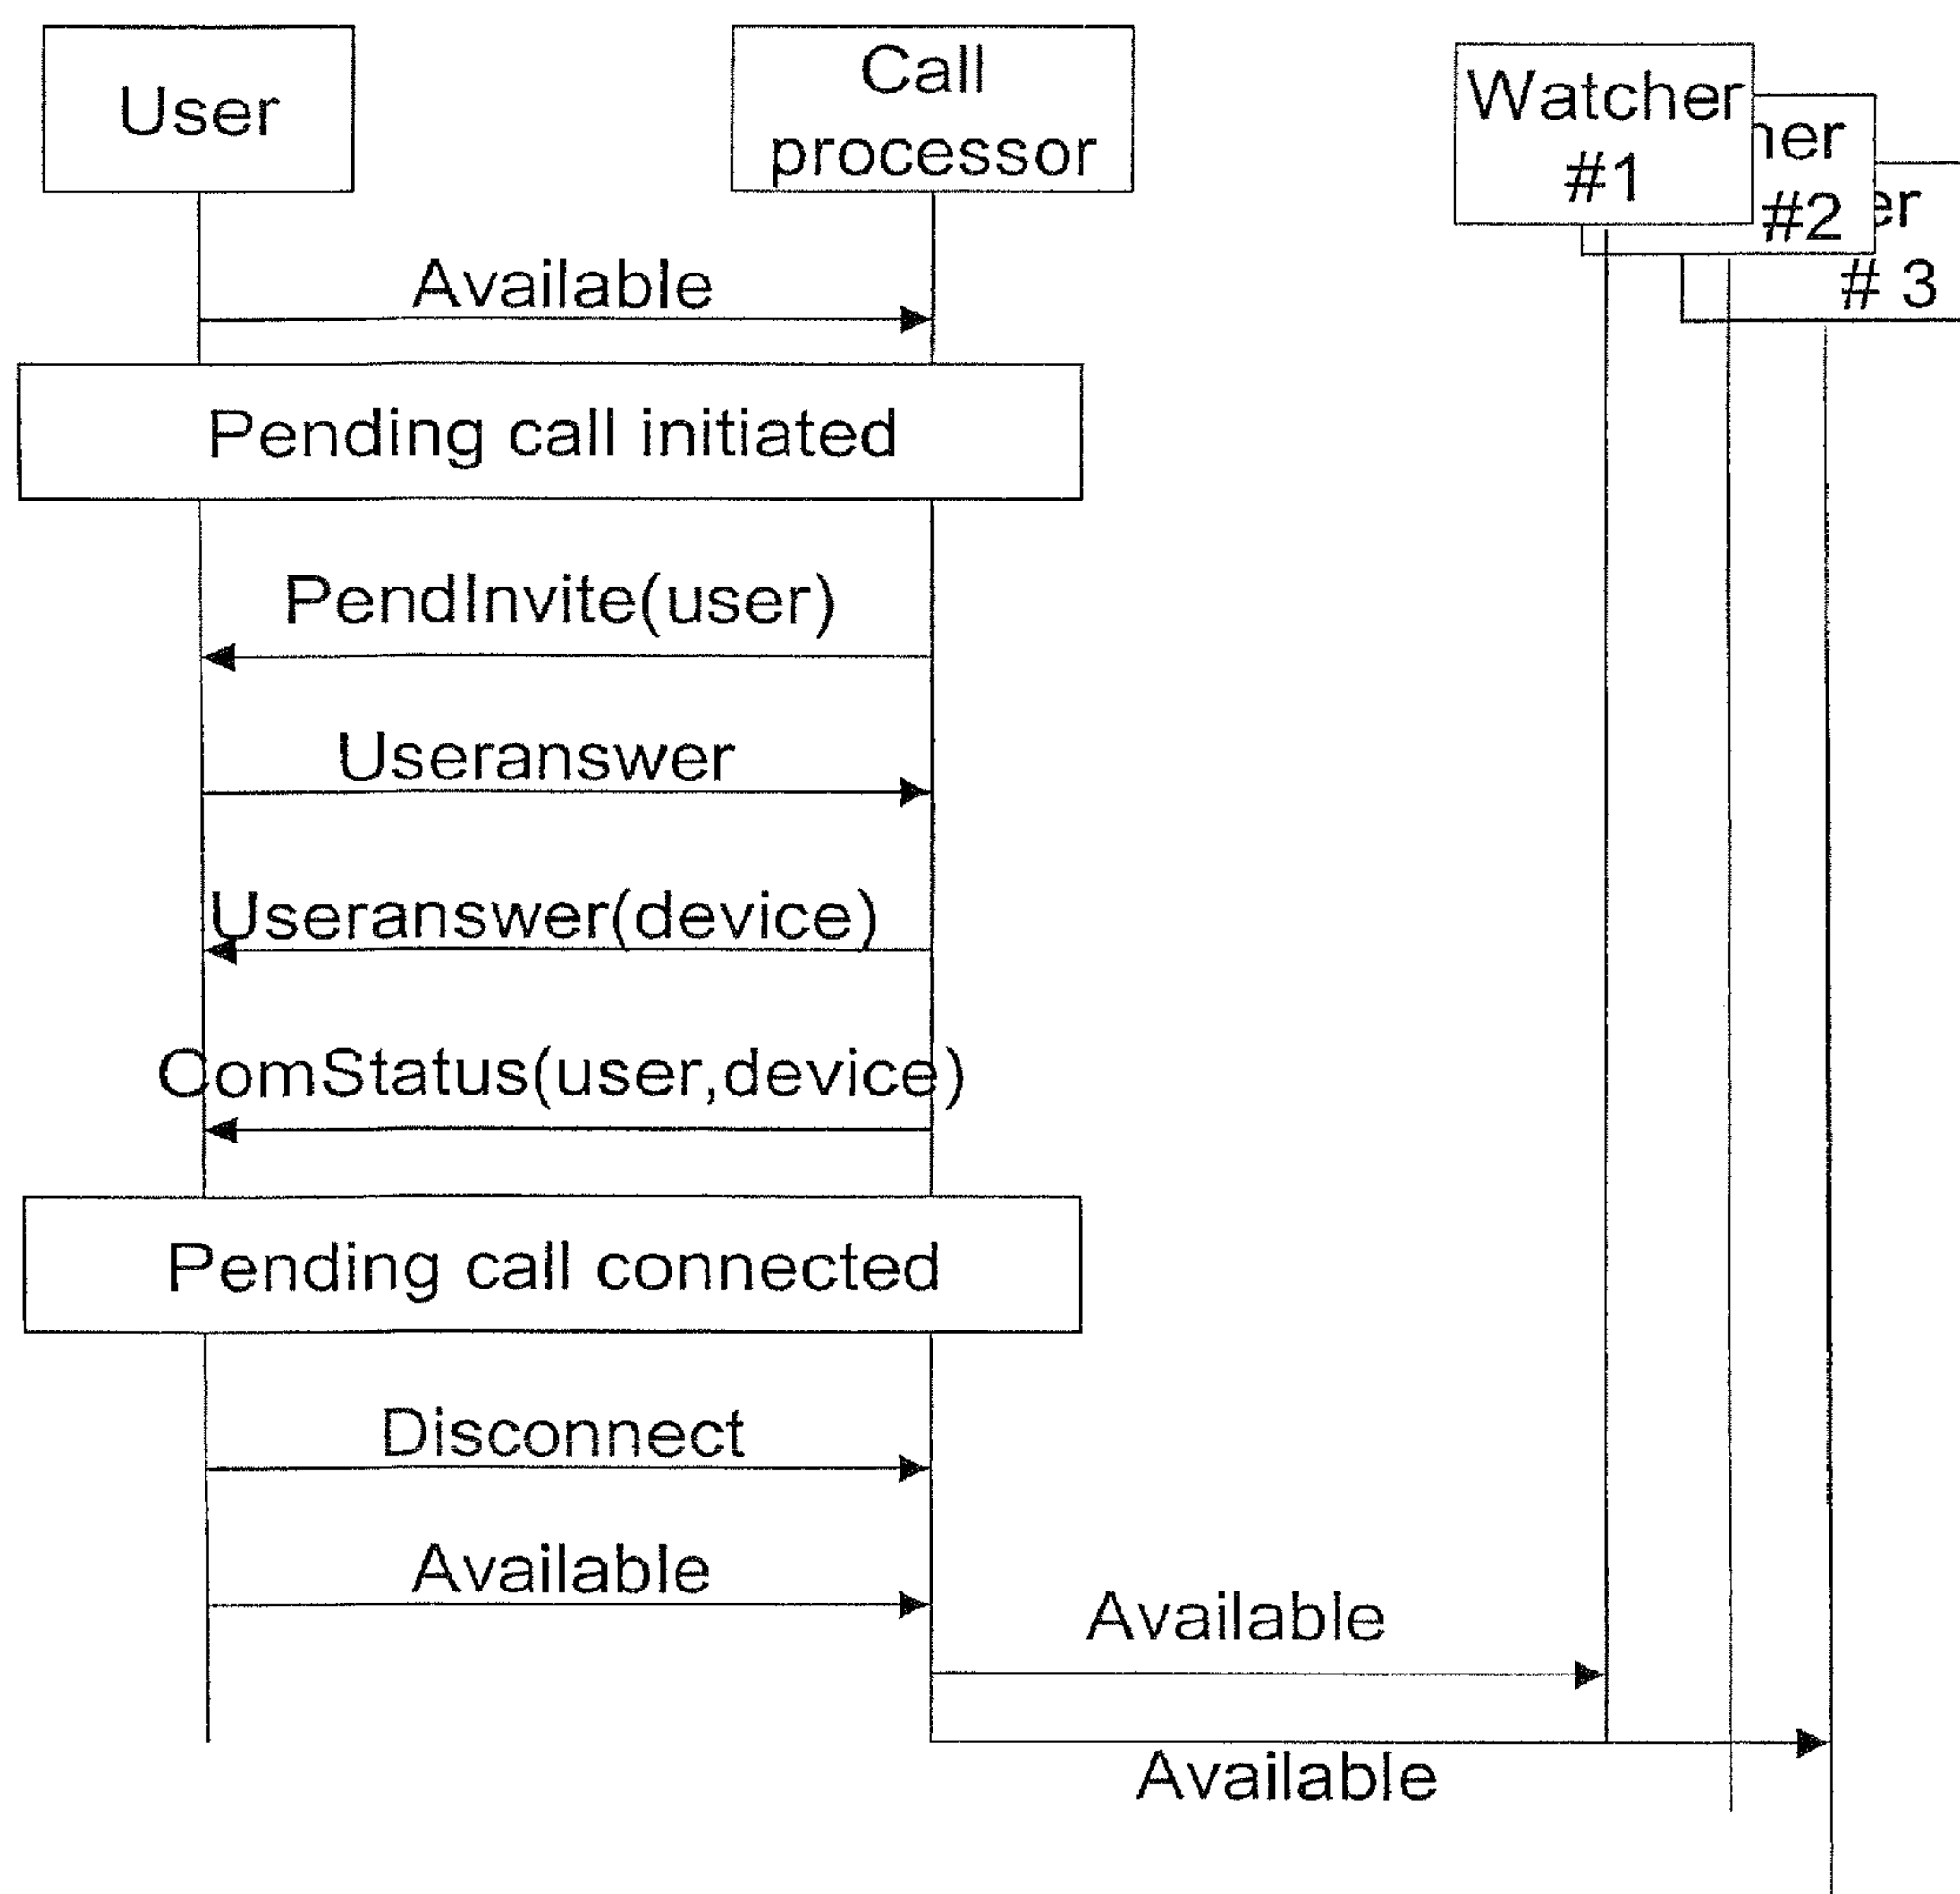 User
Call
processor
Watcher
#1
her
#2
er
# 3
Available
Pending call initiated
PendInvite(user)
Useranswer
Useranswer(device)
ComStatus(user,device)
Pending call connected
Disconnect
Available
Available
Available